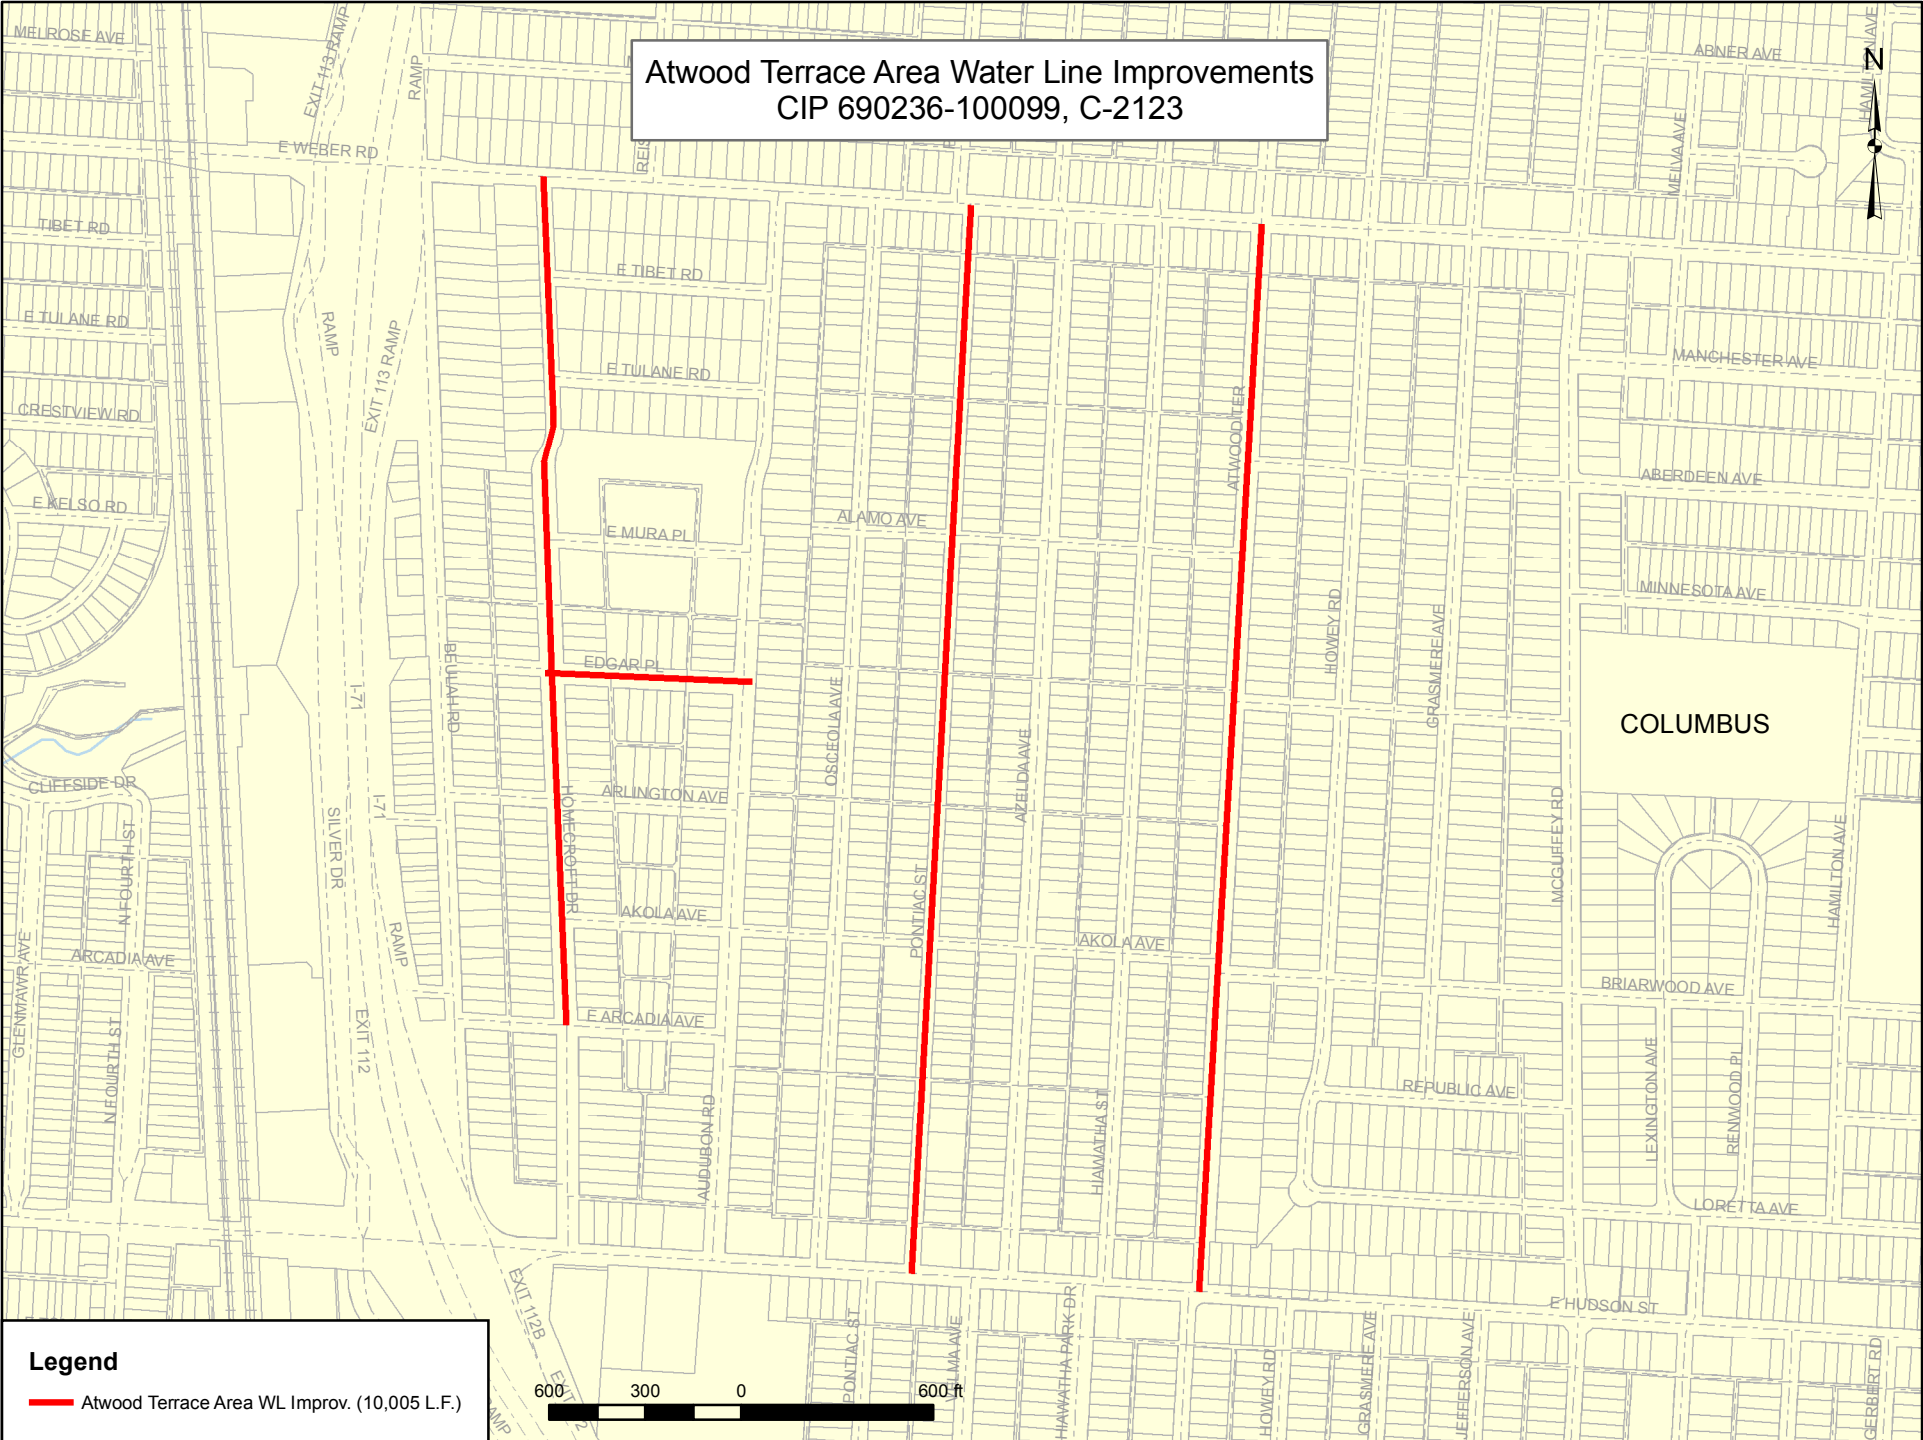 MELROSE AVE
EXIT 113 RAMP
RAMP
Atwood Terrace Area Water Line Improvements
CIP 690236-100099, C-2123
ABNER AVE
HAMILTON AVE
N
E WEBER RD
MELVA AVE
TIBET RD
E TIBET RD
E TULANE RD
RAMP
EXIT 113 RAMP
E TULANE RD
MANCHESTER AVE
CRESTVIEW RD
ATWOOD TER
ABERDEEN AVE
E KELSO RD
ALAMO AVE
E MURA PL
MINNESOTA AVE
HOWEY RD
GRASMERE AVE
EDGAR PL
BEULAH RD
I-71
OSCEOLA AVE
COLUMBUS
AZELDA AVE
CLIFFSIDE DR
ARLINGTON AVE
I-71
SILVER DR
HOMECROFT DR
MCGUFFEY RD
HAMILTON AVE
N FOURTH ST
PONTIAC ST
AKOLA AVE
AKOLA AVE
GLENMAWR AVE
ARCADIA AVE
RAMP
BRIARWOOD AVE
E ARCADIA AVE
EXIT 112
N FOURTH ST
REPUBLIC AVE
LEXINGTON AVE
RENWOOD PL
AUDUBON RD
HIAWATHA ST
LORETTA AVE
E HUDSON ST
EXIT 112B
PONTIAC ST
VELMA AVE
HIAWATHA PARK DR
HOWEY RD
GRASMERE AVE
JEFFERSON AVE
GERBERT RD
Legend
Atwood Terrace Area WL Improv. (10,005 L.F.)
600 300 0 600 ft